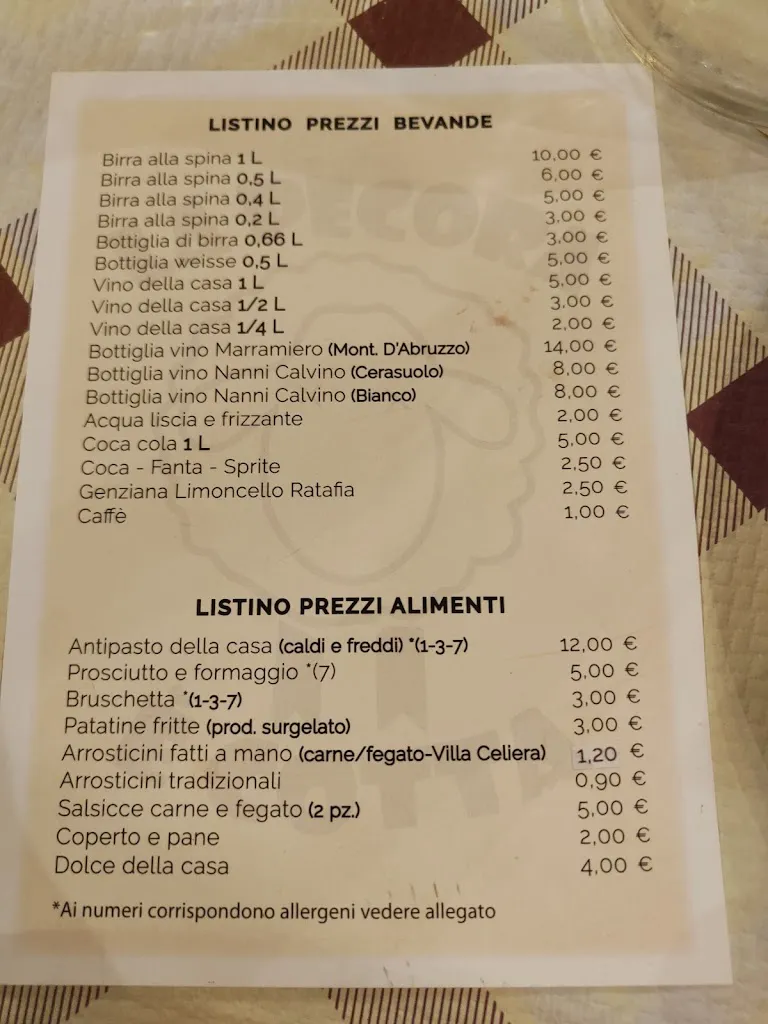 LISTINO PREZZI BEVANDE
Birra alla spina 1 L 10,00 €
Birra alla spina 0,5 L 6,00 €
Birra alla spina 0,4 L 5,00 €
Birra alla spina 0,2 L 3,00 €
Bottiglia di birra 0,66 L 3,00 €
Bottiglia weisse 0,5 L 5,00 €
Vino della casa 1 L 5,00 €
Vino della casa 1/2 L 3,00 €
Vino della casa 1/4 L 2,00 €
Bottiglia vino Marramiero (Mont. D'Abruzzo) 14,00 €
Bottiglia vino Nanni Calvino (Cerasuolo) 8,00 €
Bottiglia vino Nanni Calvino (Bianco) 8,00 €
Acqua liscia e frizzante 2,00 €
Coca cola 1 L 5,00 €
Coca - Fanta - Sprite 2,50 €
Genziana Limoncello Ratafia 2,50 €
Caffè 1,00 €
LISTINO PREZZI ALIMENTI
Antipasto della casa (caldi e freddi) *(1-3-7) 12,00 €
Prosciutto e formaggio *(7) 5,00 €
Bruschetta *(1-3-7) 3,00 €
Patatine fritte (prod. surgelato) 3,00 €
Arrosticini fatti a mano (carne/fegato-Villa Celiera) 1,20 €
Arrosticini tradizionali 0,90 €
Salsicce carne e fegato (2 pz.) 5,00 €
Coperto e pane 2,00 €
Dolce della casa 4,00 €
*Ai numeri corrispondono allergeni vedere allegato